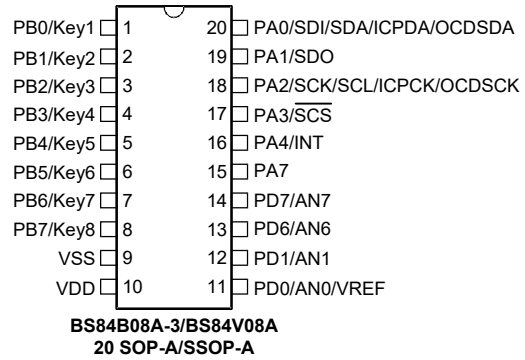 PB0/Key1 1 20 PA0/SDI/SDA/ICPDA/OCDSDA
PB1/Key2 2 19 PA1/SDO
PB2/Key3 3 18 PA2/SCK/SCL/ICPCK/OCDSCK
PB3/Key4 4 17 PA3/SCS
PB4/Key5 5 16 PA4/INT
PB5/Key6 6 15 PA7
PB6/Key7 7 14 PD7/AN7
PB7/Key8 8 13 PD6/AN6
VSS 9 12 PD1/AN1
VDD 10 11 PD0/AN0/VREF
BS84B08A-3/BS84V08A
20 SOP-A/SSOP-A